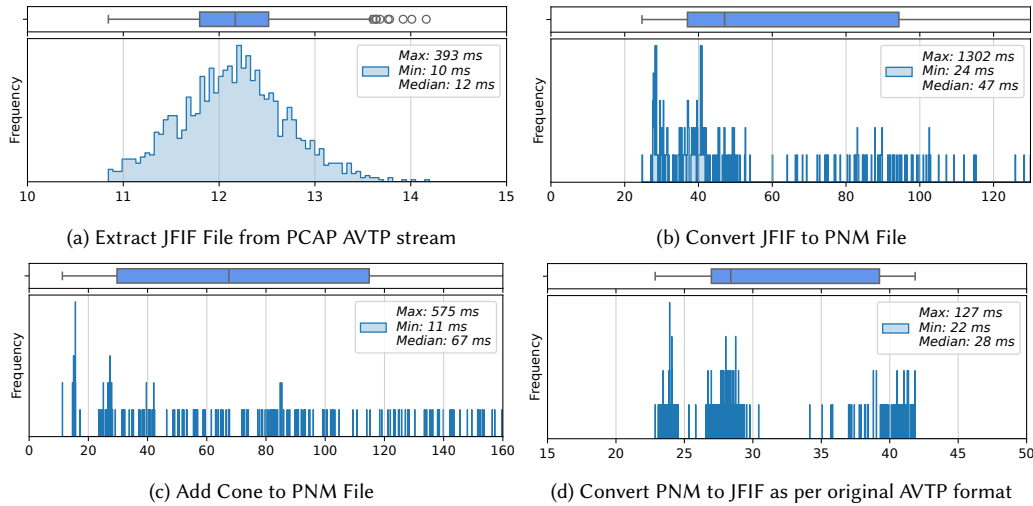 Max: 393 ms
Min: 10 ms
Median: 12 ms
Frequency
10 11 12 13 14 15
(a) Extract JFIF File from PCAP AVTP stream
Max: 1302 ms
Min: 24 ms
Median: 47 ms
Frequency
0 20 40 60 80 100 120
(b) Convert JFIF to PNM File
Max: 575 ms
Min: 11 ms
Median: 67 ms
Frequency
0 20 40 60 80 100 120 140 160
(c) Add Cone to PNM File
Max: 127 ms
Min: 22 ms
Median: 28 ms
Frequency
15 20 25 30 35 40 45 50
(d) Convert PNM to JFIF as per original AVTP format